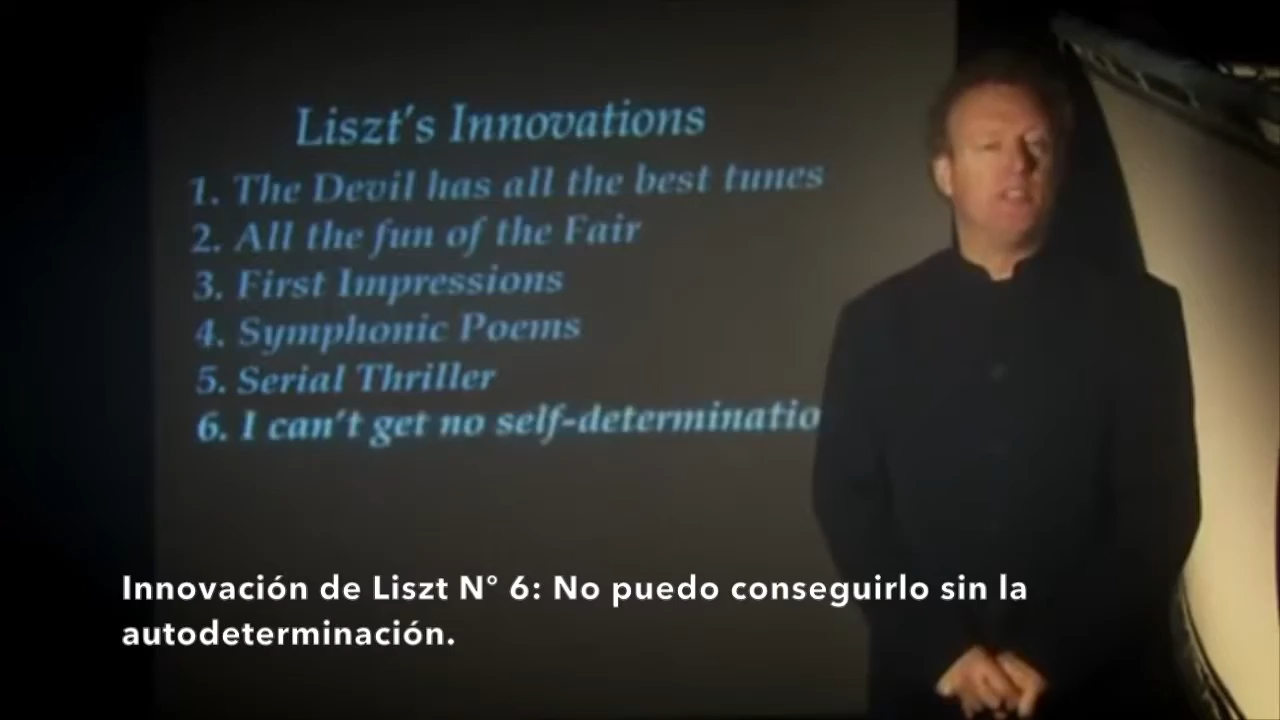 Liszt's Innovations
1. The Devil has all the best tunes
2. All the fun of the Fair
3. First Impressions
4. Symphonic Poems
5. Serial Thriller
6. I can't get no self-determinatio
Innovación de Liszt N° 6: No puedo conseguirlo sin la
autodeterminación.